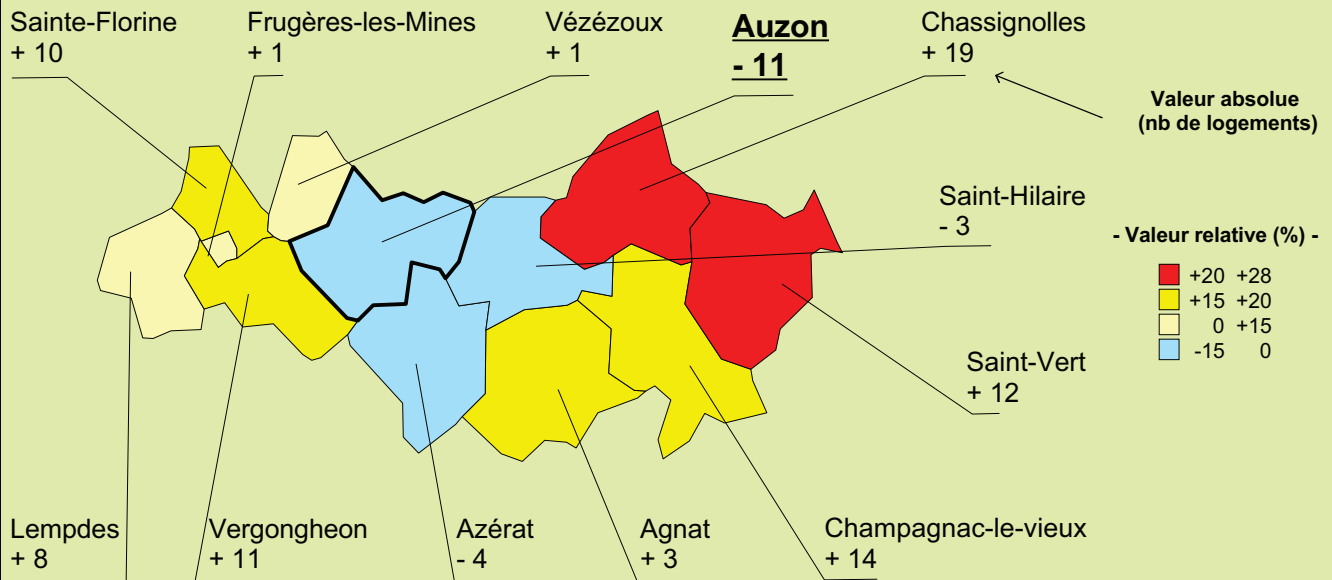 Sainte-Florine
+ 10
Frugères-les-Mines
+ 1
Vézézoux
+ 1
Auzon
- 11
Chassignolles
+ 19
Valeur absolue
(nb de logements)
Saint-Hilaire
- 3
- Valeur relative (%) -
+20 +28
+15 +20
0 +15
-15 0
Saint-Vert
+ 12
Lempdes
+ 8
Vergongheon
+ 11
Azérat
- 4
Agnat
+ 3
Champagnac-le-vieux
+ 14